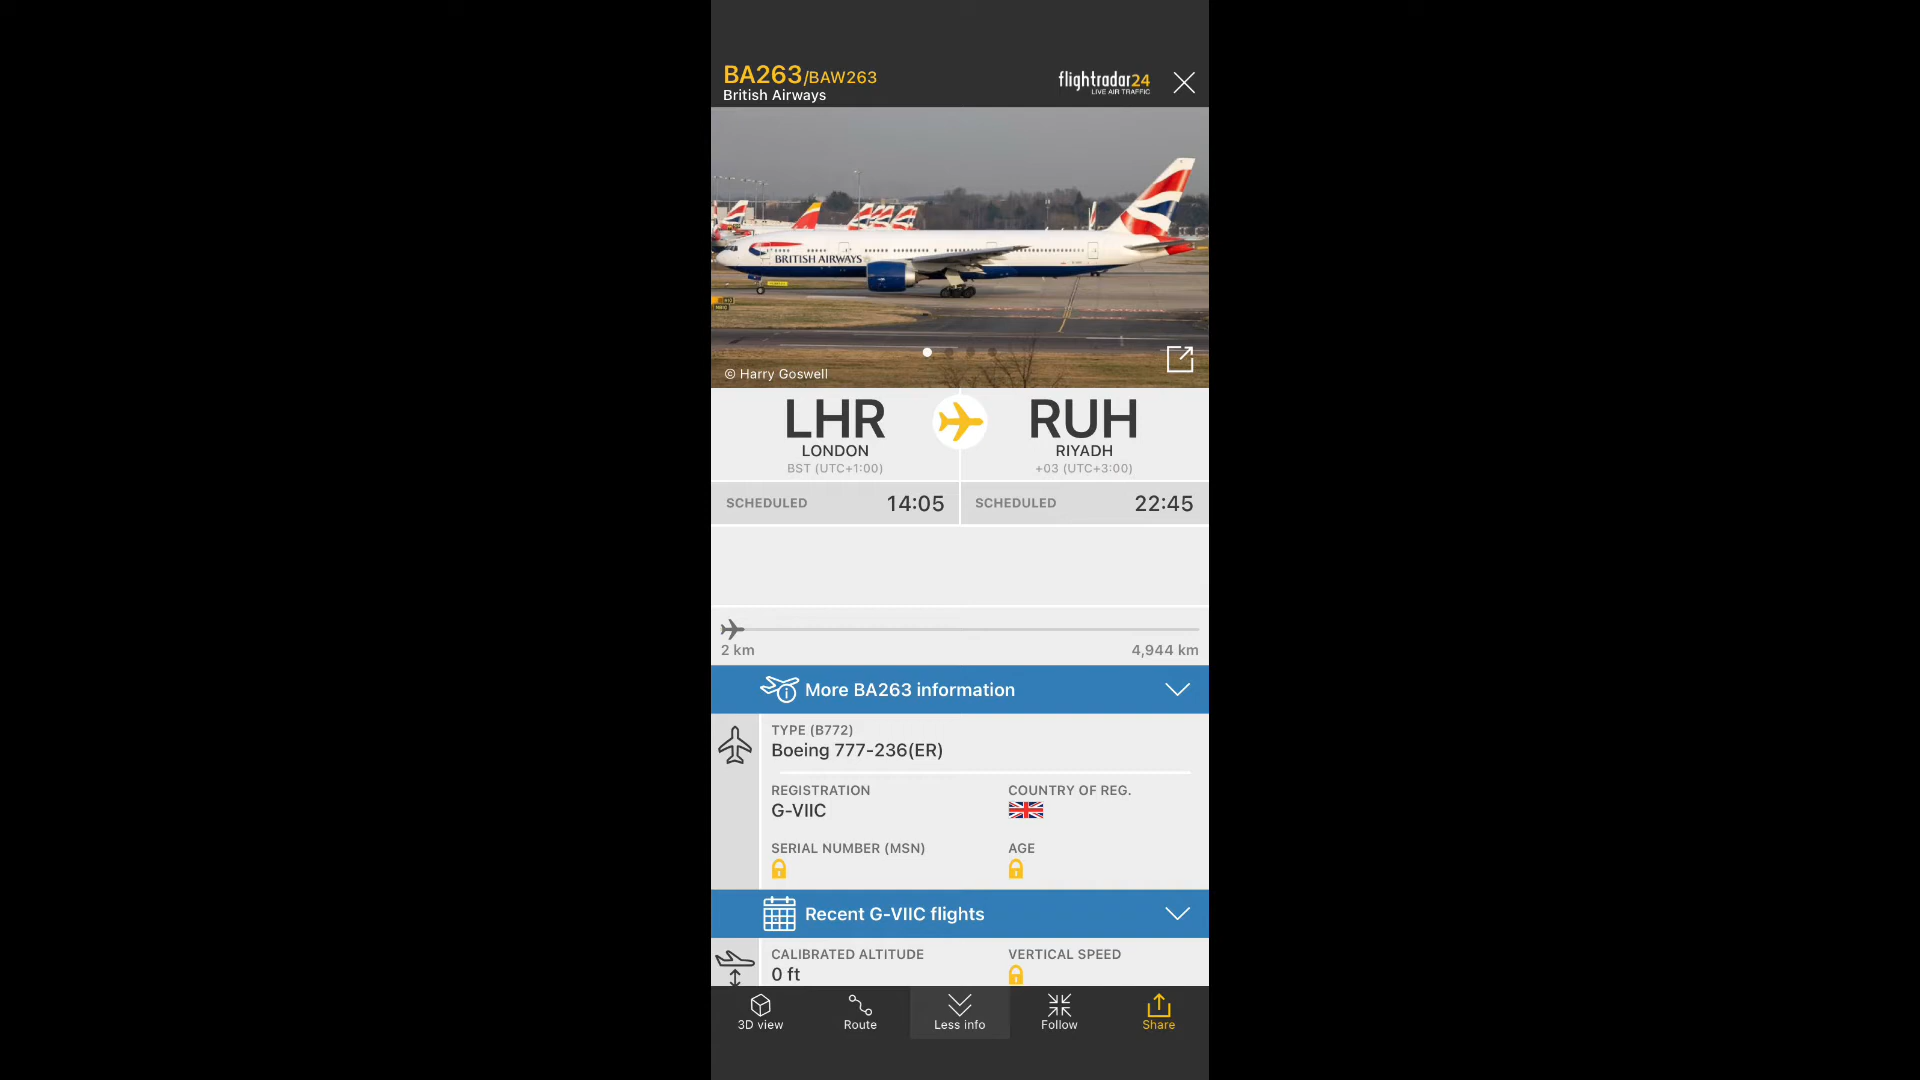 BA263/BAW263
British Airways
flightradar24
LIVE AIR TRAFFIC
BRITISH AIRWAYS
© Harry Goswell
LHR
LONDON
BST (UTC+1:00)
RUH
RIYADH
+03 (UTC+3:00)
SCHEDULED 14:05
SCHEDULED 22:45
2 km
4,944 km
More BA263 information
TYPE (B772)
Boeing 777-236(ER)
REGISTRATION
G-VIIC
COUNTRY OF REG.
SERIAL NUMBER (MSN)
AGE
Recent G-VIIC flights
CALIBRATED ALTITUDE
0 ft
VERTICAL SPEED
3D view
Route
Less info
Follow
Share